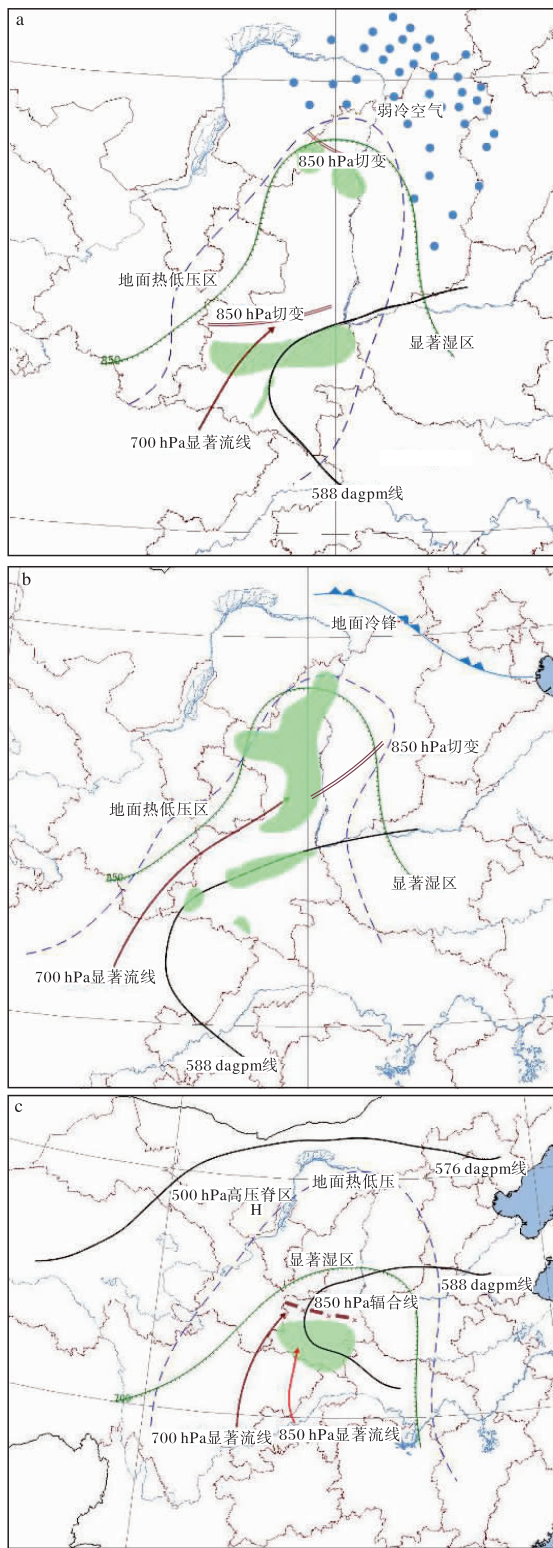 a
弱冷空气
850 hPa切变
地面热低压区
850 hPa切变
显著湿区
850
700 hPa显著流线
588 dagpm线
b
地面冷锋
850 hPa切变
地面热低压区
850
显著湿区
700 hPa显著流线
588 dagpm线
c
576 dagpm线
500 hPa高压脊区
H
地面热低压
显著湿区
588 dagpm线
850 hPa辐合线
700
700 hPa显著流线
850 hPa显著流线